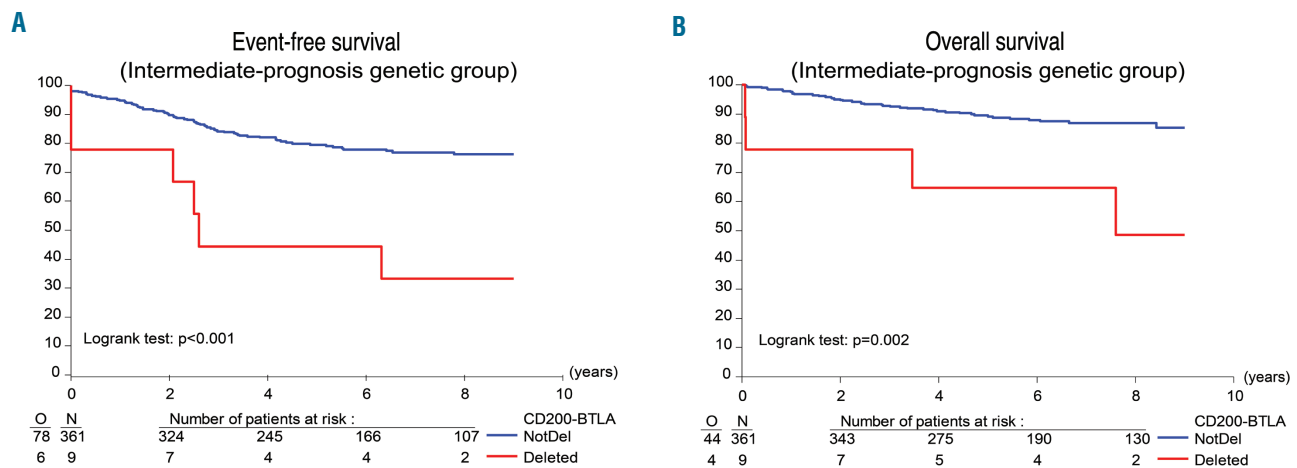 A
Event-free survival
(Intermediate-prognosis genetic group)
100
90
80
70
60
50
40
30
20
10
0
Logrank test: p<0.001
0 2 4 6 8 10
(years)
O N Number of patients at risk : CD200-BTLA
78 361 324 245 166 107 NotDel
6 9 7 4 4 2 Deleted
B
Overall survival
(Intermediate-prognosis genetic group)
100
90
80
70
60
50
40
30
20
10
0
Logrank test: p=0.002
0 2 4 6 8 10
(years)
O N Number of patients at risk : CD200-BTLA
44 361 343 275 190 130 NotDel
4 9 7 5 4 2 Deleted